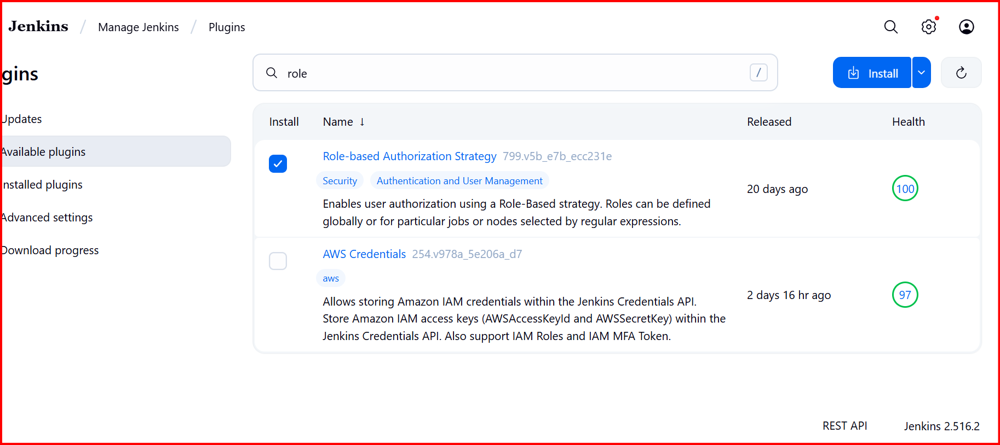 Jenkins / Manage Jenkins / Plugins
gins
role /
Install
Updates
Available plugins
nstalled plugins
Advanced settings
Download progress
Install Name ↓ Released Health
Role-based Authorization Strategy 799.v5b_e7b_ecc231e
Security Authentication and User Management
Enables user authorization using a Role-Based strategy. Roles can be defined
globally or for particular jobs or nodes selected by regular expressions.
20 days ago
100
AWS Credentials 254.v978a_5e206a_d7
aws
Allows storing Amazon IAM credentials within the Jenkins Credentials API.
Store Amazon IAM access keys (AWSAccessKeyId and AWSSecretKey) within the
Jenkins Credentials API. Also support IAM Roles and IAM MFA Token.
2 days 16 hr ago
97
REST API Jenkins 2.516.2